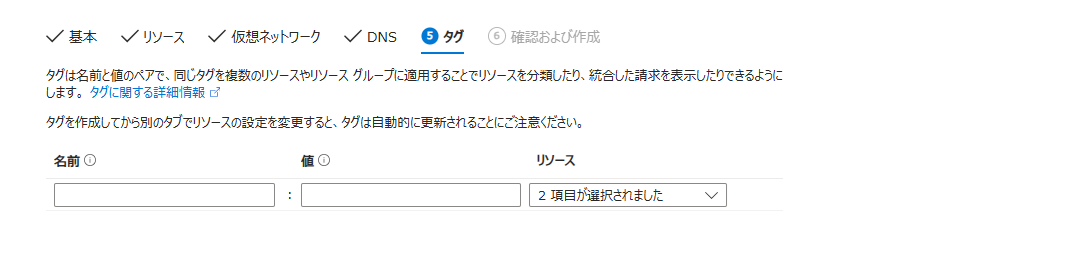 基本 リソース 仮想ネットワーク DNS 5 タグ 6 確認および作成
タグは名前と値のペアで、同じタグを複数のリソースやリソース グループに適用することでリソースを分類したり、統合した請求を表示したりできるように
します。 タグに関する詳細情報
タグを作成してから別のタブでリソースの設定を変更すると、タグは自動的に更新されることにご注意ください。
名前 値 リソース
: 2 項目が選択されました